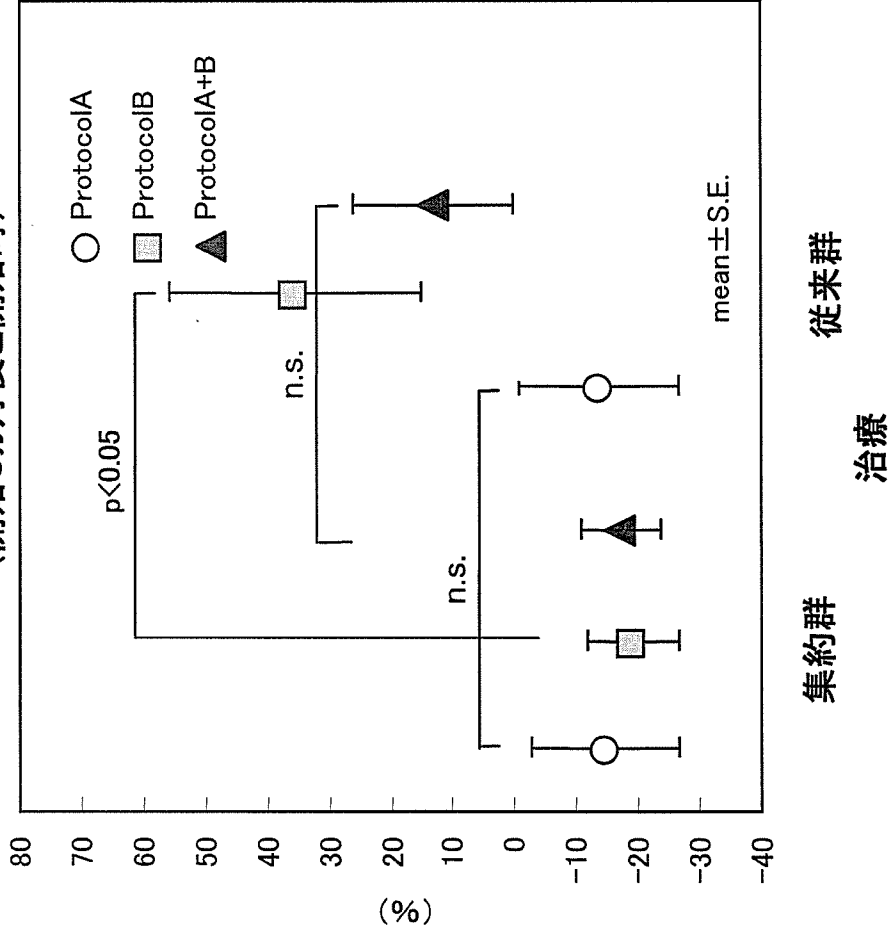 ProtocolA
ProtocolB
ProtocolA+B
p<0.05
n.s.
n.s.
mean±S.E.
(%)
80
70
60
50
40
30
20
10
0
-10
-20
-30
-40
集約群
従来群
治療